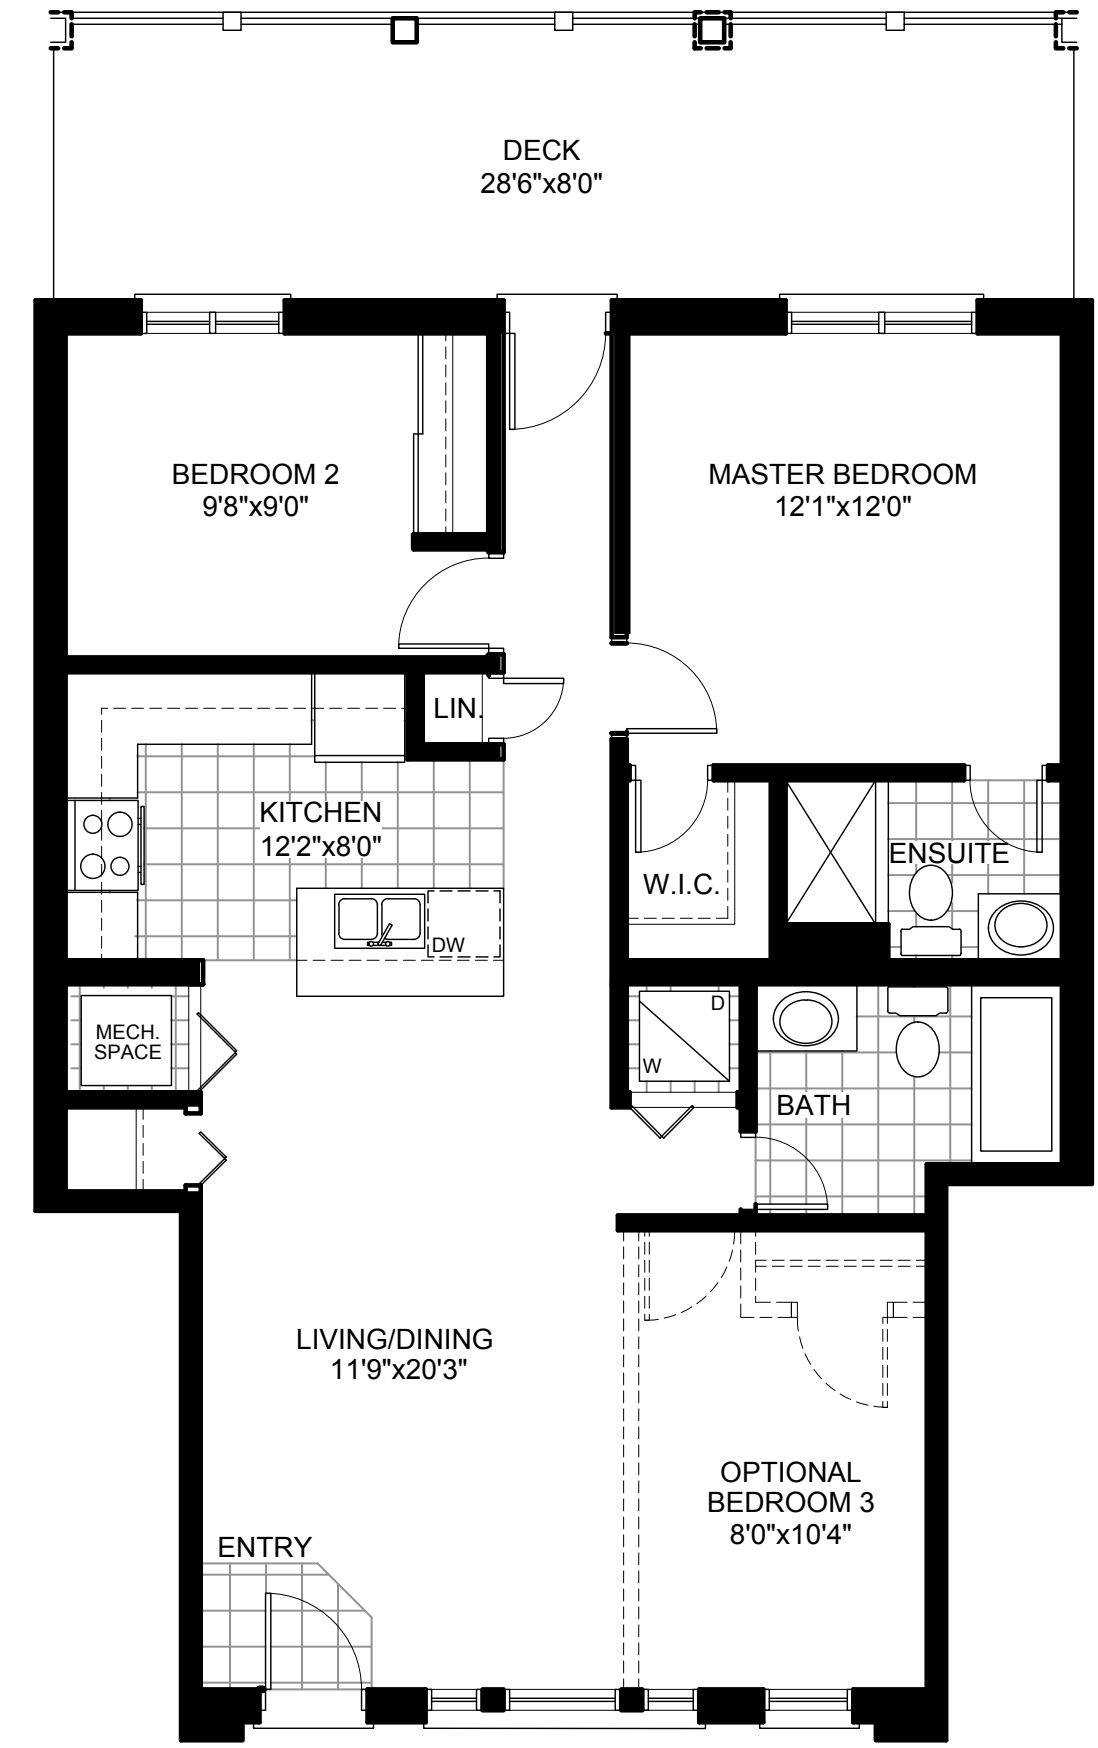 DECK
28'6"x8'0"
BEDROOM 2
9'8"x9'0"
MASTER BEDROOM
12'1"x12'0"
LIN.
KITCHEN
12'2"x8'0"
ENSUITE
W.I.C.
DW
MECH.
SPACE
D
W
BATH
LIVING/DINING
11'9"x20'3"
OPTIONAL
BEDROOM 3
8'0"x10'4"
ENTRY